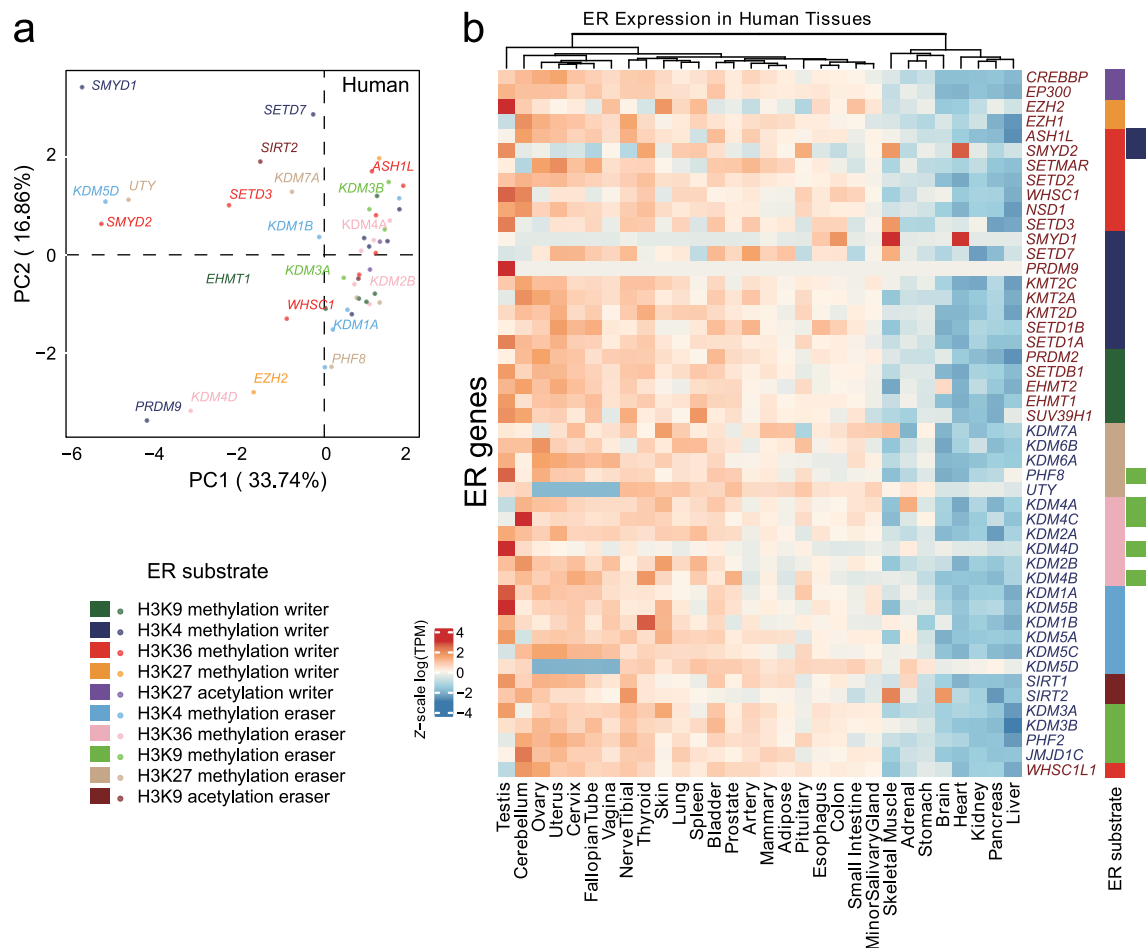 a
Human
SMYD1
SETD7
SIRT2
KDM7A
ASH1L
KDM3B
KDM5D
UTY
SETD3
SMYD2
KDM1B
KDM4A
EHMT1
KDM3A
KDM2B
WHSC1
KDM1A
PHF8
EZH2
KDM4D
PRDM9
2
0
−2
PC2 ( 16.86%)
−6
−4
−2
0
2
PC1 ( 33.74%)
ER substrate
H3K9 methylation writer
H3K4 methylation writer
H3K36 methylation writer
H3K27 methylation writer
H3K27 acetylation writer
H3K4 methylation eraser
H3K36 methylation eraser
H3K9 methylation eraser
H3K27 methylation eraser
H3K9 acetylation eraser
b
ER Expression in Human Tissues
ER genes
CREBBP
EP300
EZH2
EZH1
ASH1L
SMYD2
SETMAR
SETD2
WHSC1
NSD1
SETD3
SMYD1
SETD7
PRDM9
KMT2C
KMT2A
KMT2D
SETD1B
SETD1A
PRDM2
SETDB1
EHMT2
EHMT1
SUV39H1
KDM7A
KDM6B
KDM6A
PHF8
UTY
KDM4A
KDM4C
KDM2A
KDM4D
KDM2B
KDM4B
KDM1A
KDM5B
KDM1B
KDM5A
KDM5C
KDM5D
SIRT1
SIRT2
KDM3A
KDM3B
PHF2
JMJD1C
WHSC1L1
Z−scale log(TPM)
4
2
0
−2
−4
Testis
Cerebellum
Ovary
Uterus
Cervix
FallopianTube
Vagina
NerveTibial
Thyroid
Skin
Lung
Spleen
Bladder
Prostate
Artery
Mammary
Adipose
Pituitary
Esophagus
Colon
Small Intestine
MinorSalivaryGland
Skeletal Muscle
Adrenal
Stomach
Brain
Heart
Kidney
Pancreas
Liver
ER substrate